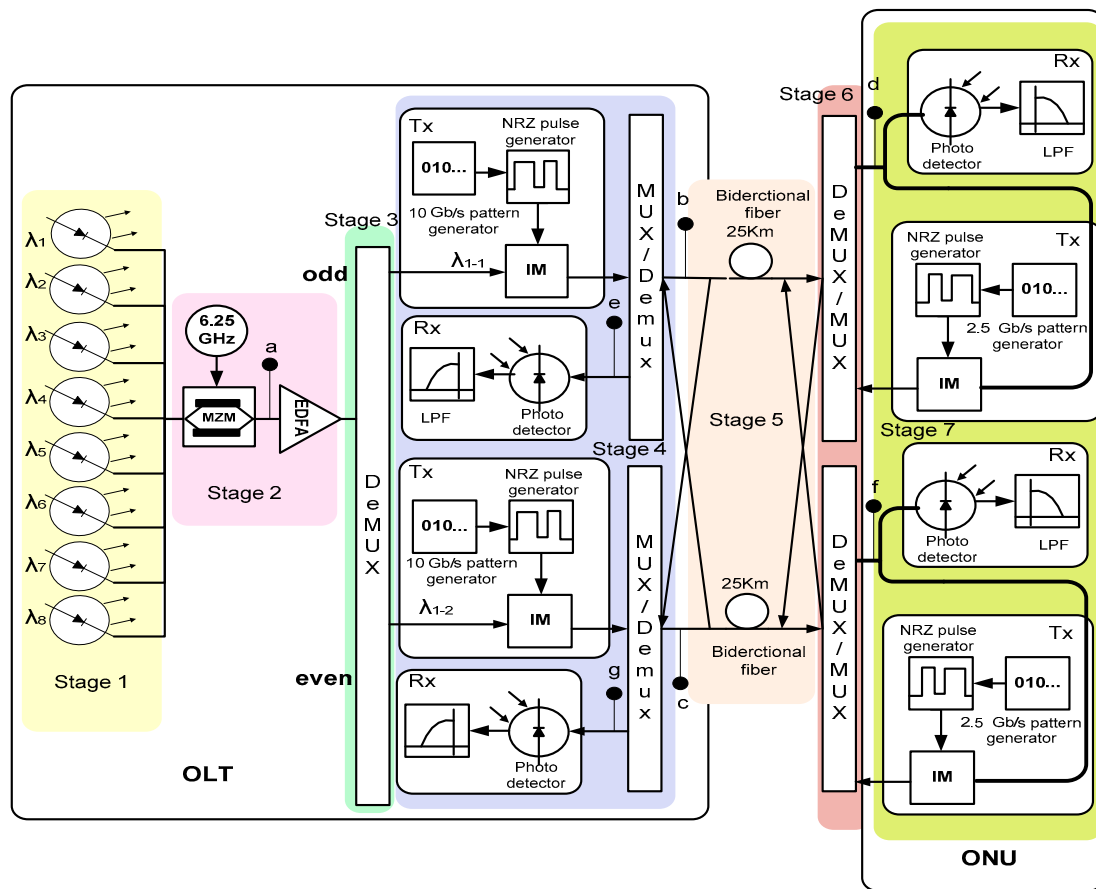 λ1
λ2
λ3
λ4
λ5
λ6
λ7
λ8
Stage 1
6.25
GHz
a
MZM
EDFA
Stage 2
Stage 3
odd
even
DeMUX
OLT
Tx
NRZ pulse
generator
010...
10 Gb/s pattern
generator
λ1-1
IM
Rx
LPF
Photo
detector
e
MUX/Demux
Stage 4
Tx
NRZ pulse
generator
010...
10 Gb/s pattern
generator
λ1-2
IM
Rx
Photo
detector
g
MUX/Demux
b
c
Biderctional
fiber
25Km
Stage 5
25Km
Biderctional
fiber
Stage 6
DeMUX/MUX
DeMUX/MUX
d
Rx
Photo
detector
LPF
Tx
NRZ pulse
generator
010...
2.5 Gb/s pattern
generator
IM
Stage 7
f
Rx
Photo
detector
LPF
Tx
NRZ pulse
generator
010...
2.5 Gb/s pattern
generator
IM
ONU